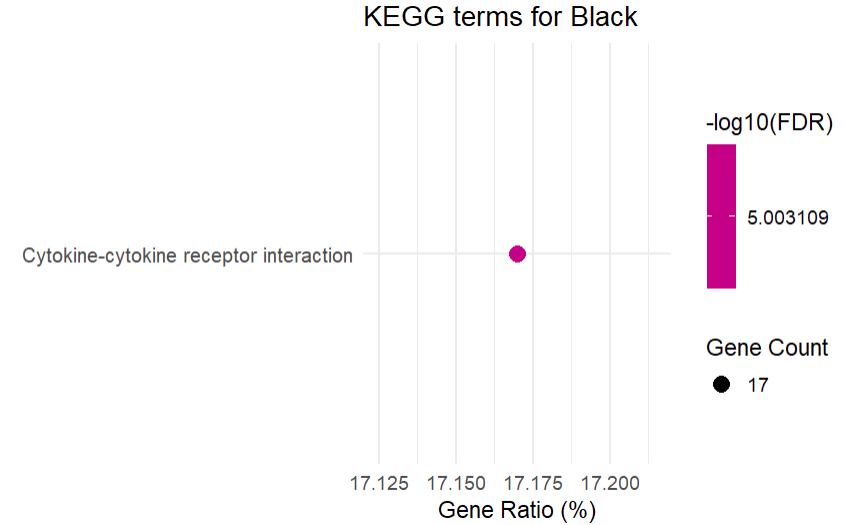 KEGG terms for Black
-log10(FDR)
5.003109
Cytokine-cytokine receptor interaction
Gene Count
17
17.125 17.150 17.175 17.200
Gene Ratio (%)